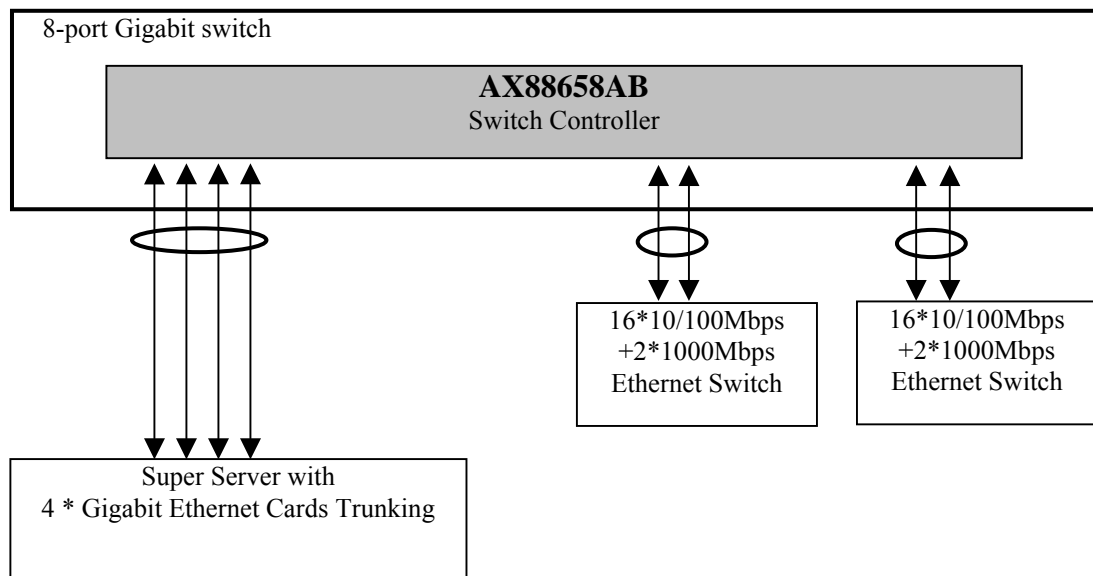 8-port Gigabit switch
AX88658AB
Switch Controller
16*10/100Mbps
+2*1000Mbps
Ethernet Switch
16*10/100Mbps
+2*1000Mbps
Ethernet Switch
Super Server with
4 * Gigabit Ethernet Cards Trunking